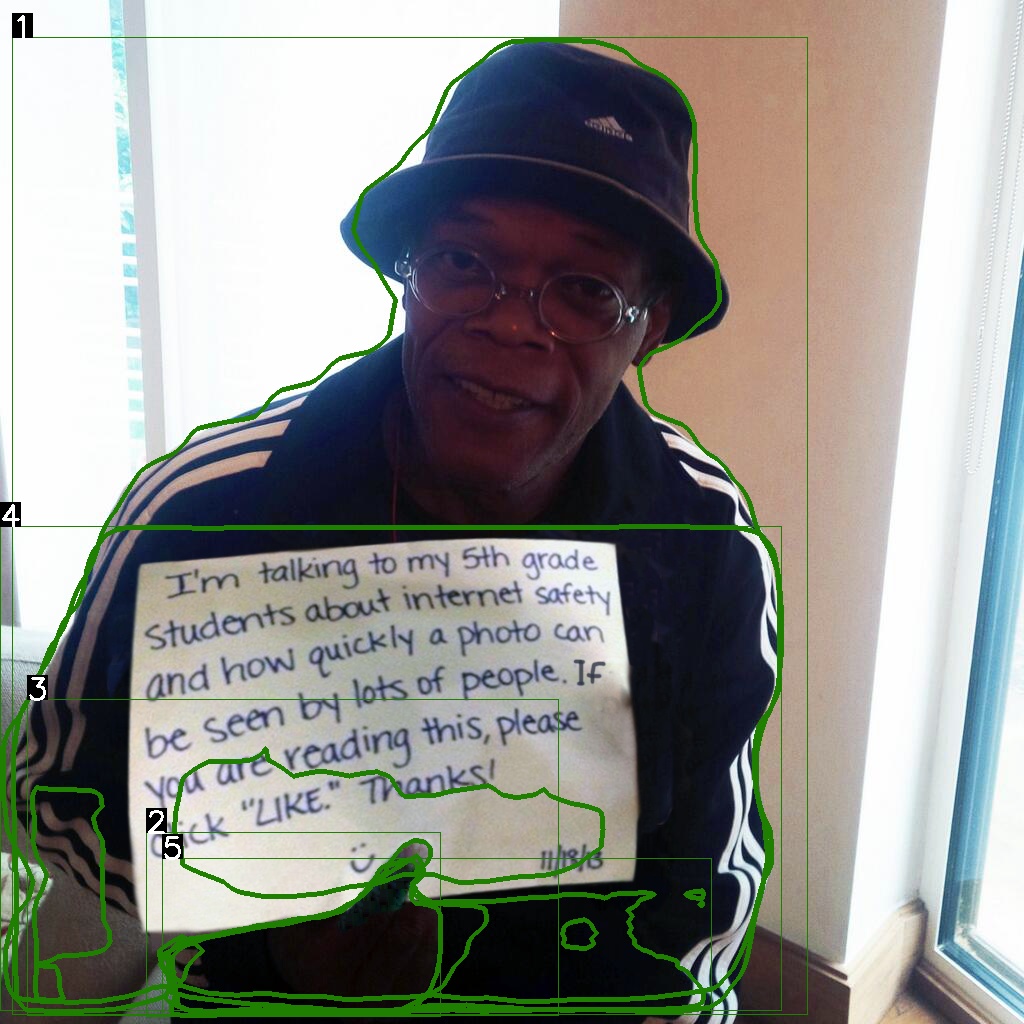 adidas
I'm talking to my 5th grade
students about internet safety
and how quickly a photo can
be seen by lots of people. If
you are reading this, please
click "LIKE." Thanks!
11/18/13
1
4
3
2
5